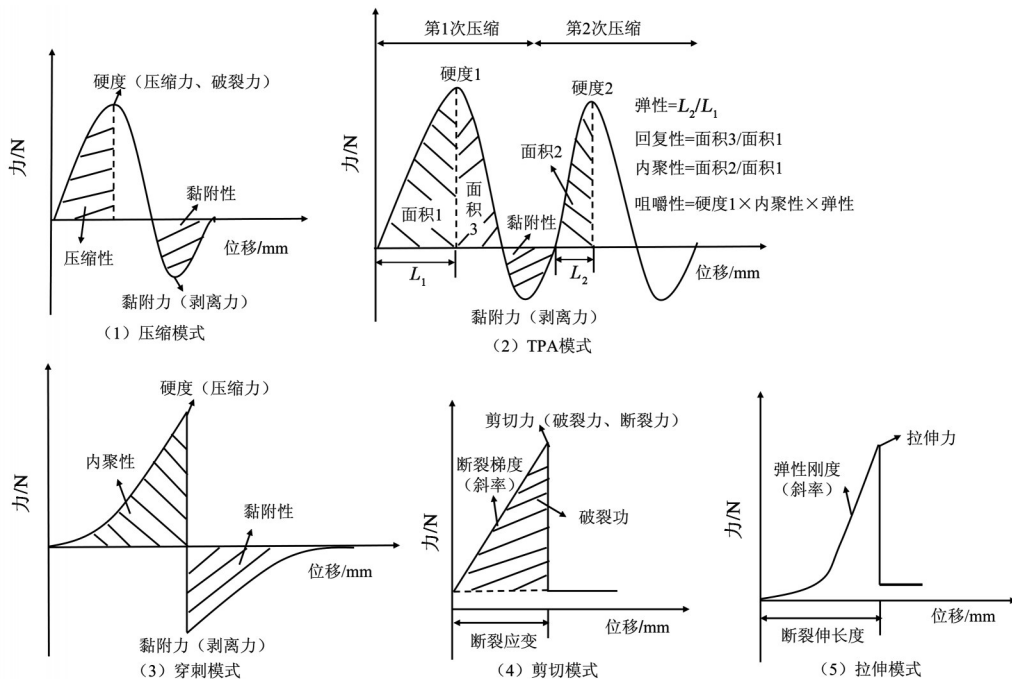 力/N
硬度（压缩力、破裂力）
黏附性
压缩性
位移/mm
黏附力（剥离力）
（1）压缩模式
第1次压缩
第2次压缩
力/N
硬度1
硬度2
面积2
面积1
面积3
黏附性
L₁
L₂
位移/mm
黏附力（剥离力）
弹性=L₂/L₁
回复性=面积3/面积1
内聚性=面积2/面积1
咀嚼性=硬度1×内聚性×弹性
（2）TPA模式
力/N
硬度（压缩力）
内聚性
黏附性
位移/mm
黏附力（剥离力）
（3）穿刺模式
力/N
剪切力（破裂力、断裂力）
断裂梯度
（斜率）
破裂功
位移/mm
断裂应变
（4）剪切模式
力/N
拉伸力
弹性刚度
（斜率）
位移/mm
断裂伸长度
（5）拉伸模式